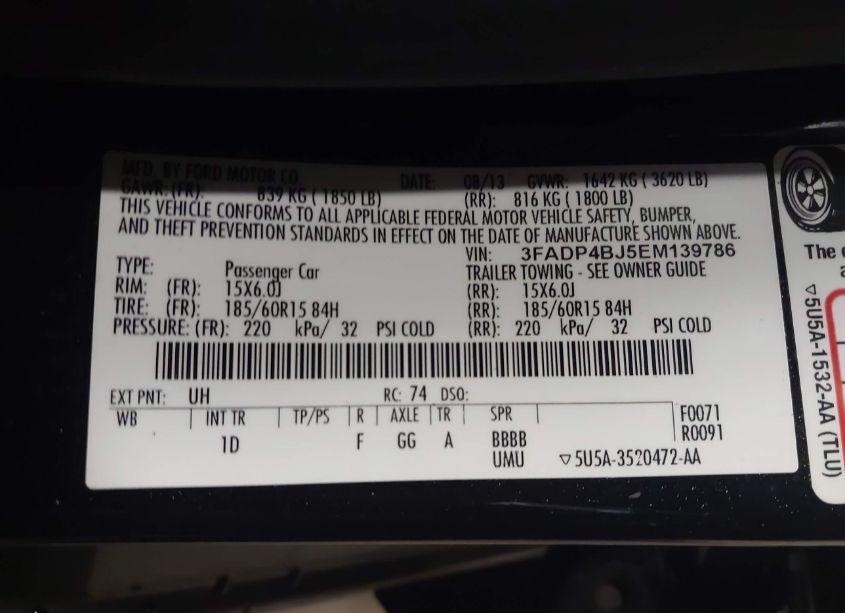 MFD. BY FORD MOTOR CO. DATE: 08/13 GVWR: 1642 KG ( 3620 LB)
GAWR: (FR): 839 KG ( 1850 LB) (RR): 816 KG ( 1800 LB)
THIS VEHICLE CONFORMS TO ALL APPLICABLE FEDERAL MOTOR VEHICLE SAFETY, BUMPER,
AND THEFT PREVENTION STANDARDS IN EFFECT ON THE DATE OF MANUFACTURE SHOWN ABOVE.
VIN: 3FADP4BJ5EM139786
TYPE: Passenger Car TRAILER TOWING - SEE OWNER GUIDE
RIM: (FR): 15X6.0J (RR): 15X6.0J
TIRE: (FR): 185/60R15 84H (RR): 185/60R15 84H
PRESSURE: (FR): 220 kPa/ 32 PSI COLD (RR): 220 kPa/ 32 PSI COLD
EXT PNT: UH RC: 74 DSO:
WB INT TR TP/PS R AXLE TR SPR F0071
1D F GG A BBBB R0091
UMU ▽5U5A-3520472-AA
The
▽5U5A-1532-AA (TLU)